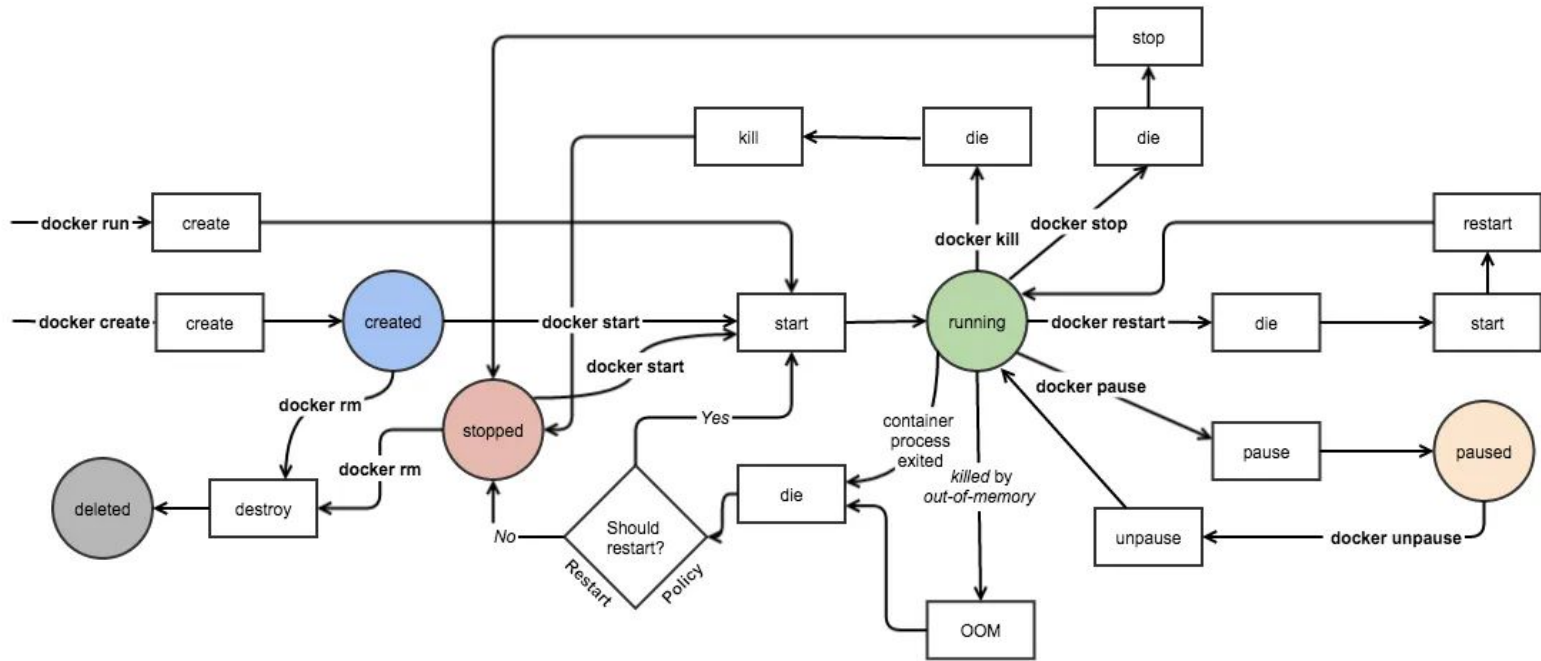 stop
kill
die
die
docker run
create
docker kill
docker stop
restart
docker create
create
created
docker start
start
running
docker restart
die
start
docker start
docker pause
docker rm
stopped
Yes
container
process
exited
pause
paused
docker rm
killed by
out-of-memory
deleted
destroy
die
No
Should
restart?
Restart
Policy
unpause
docker unpause
OOM